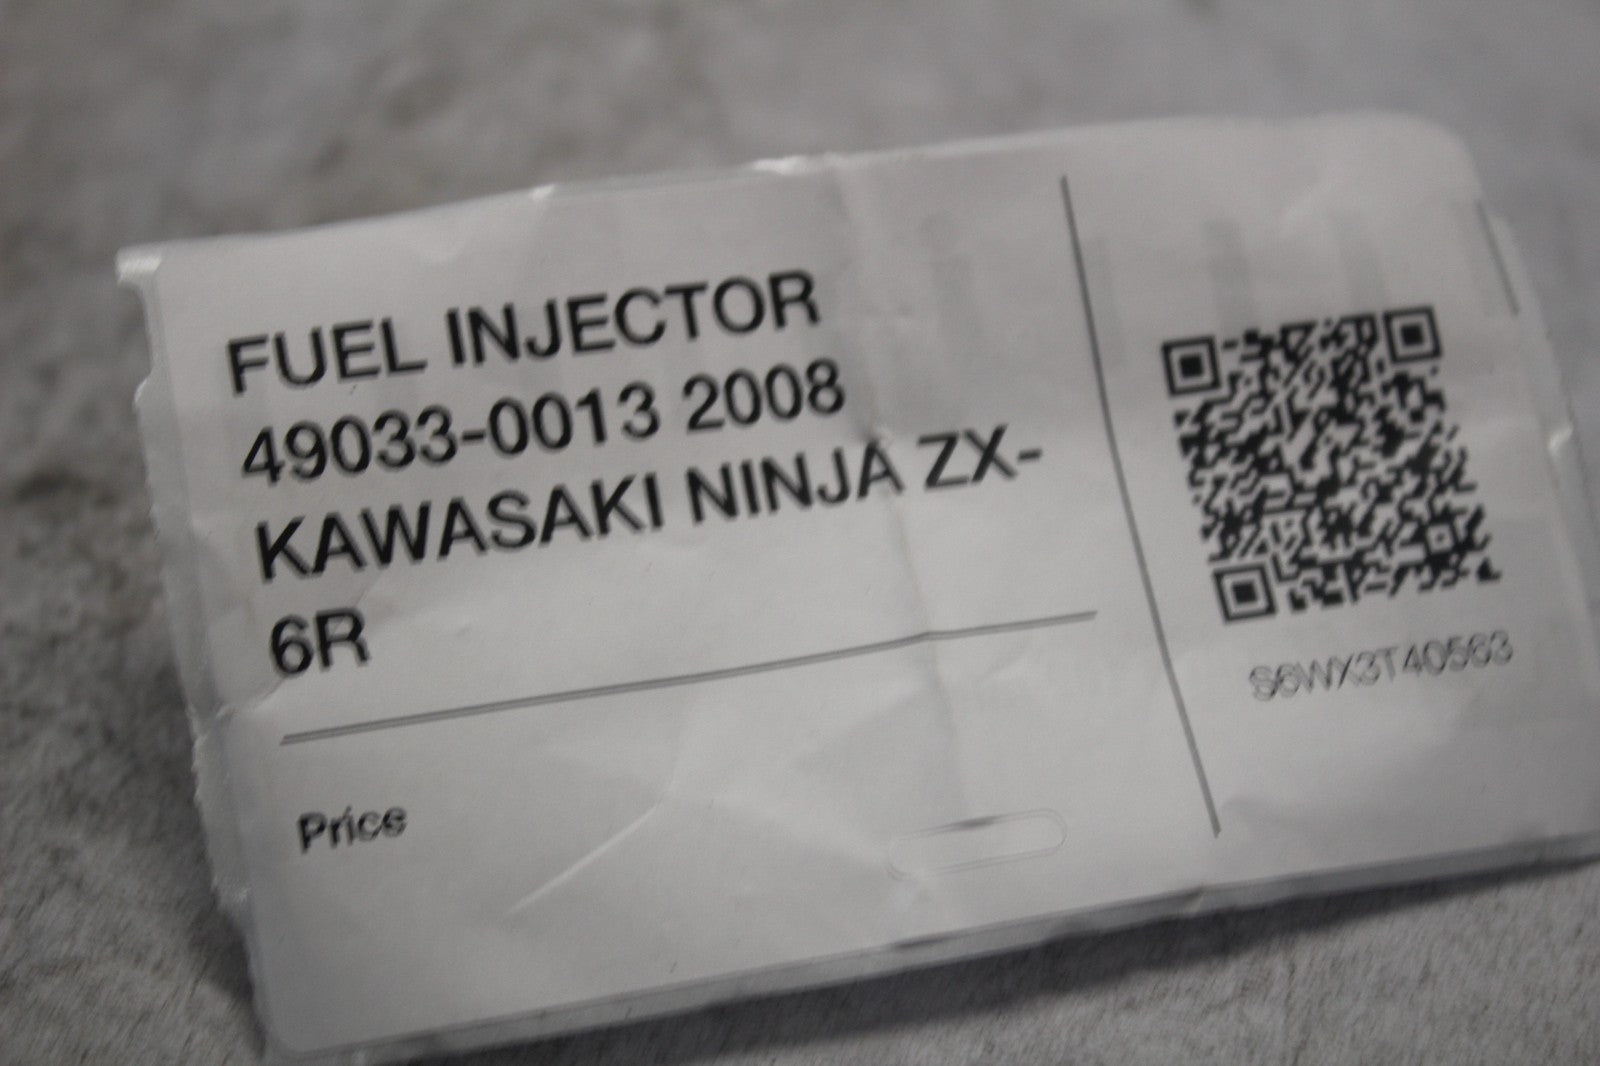 FUEL INJECTOR
49033-0013 2008
KAWASAKI NINJA ZX-
6R
Price
S6WX3T40563